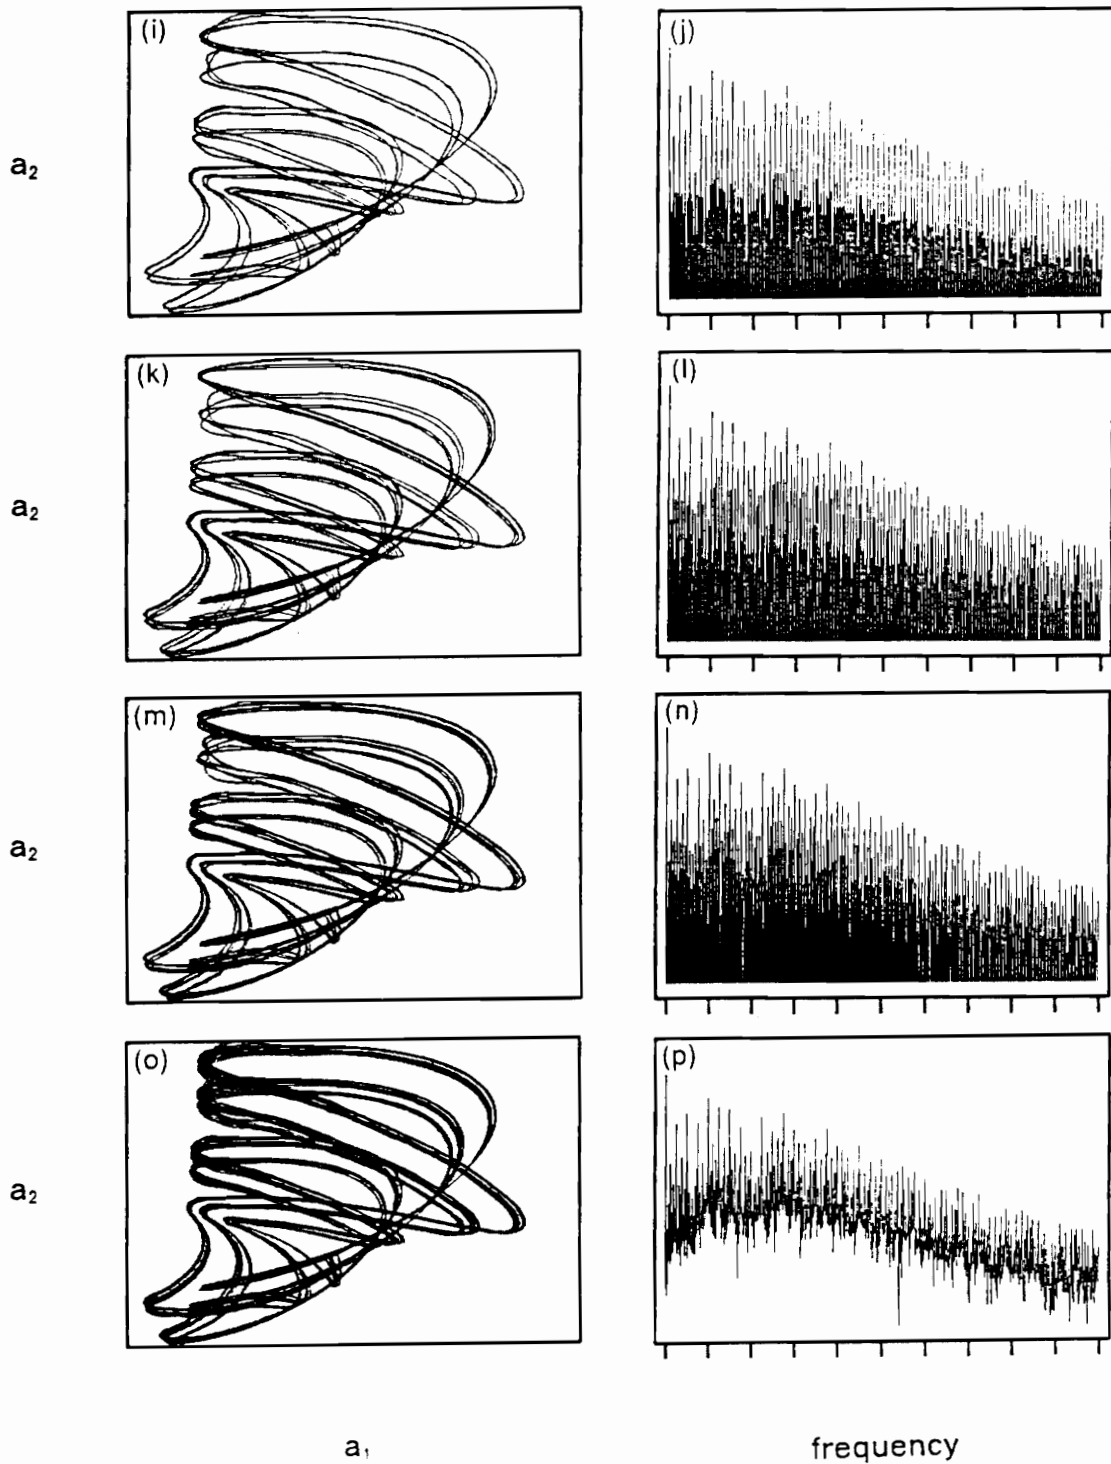 (i) (j)
a₂
(k) (l)
a₂
(m) (n)
a₂
(o) (p)
a₂
a₁ frequency